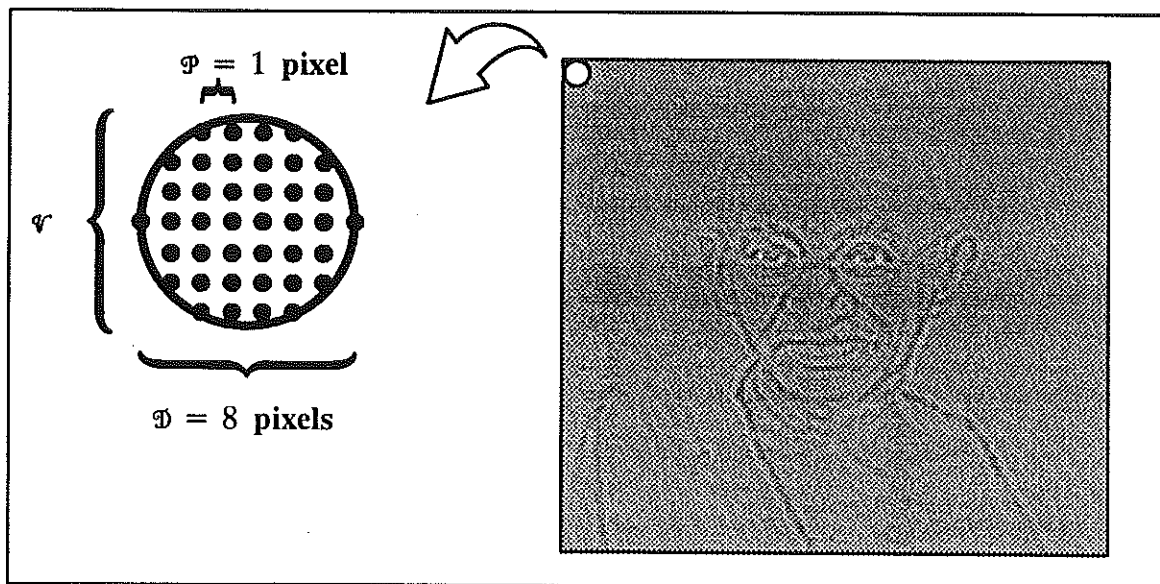 𝒫 = 1 pixel
𝒱
𝒟 = 8 pixels